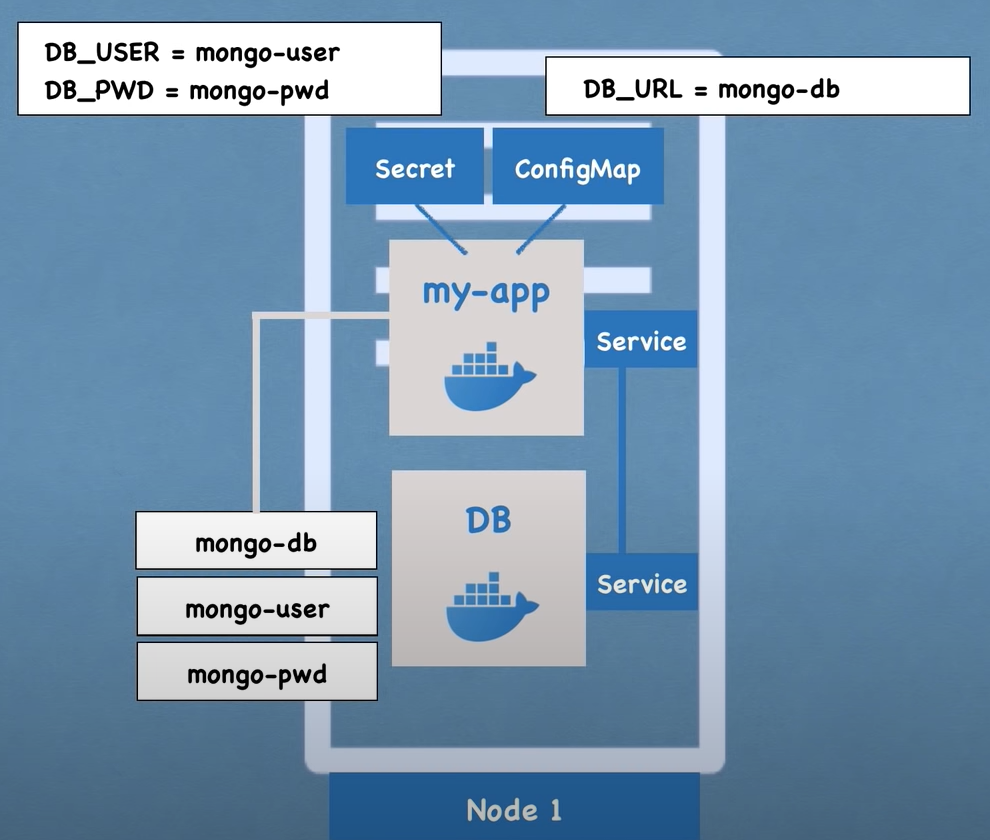 DB_USER = mongo-user
DB_PWD = mongo-pwd
DB_URL = mongo-db
Secret
ConfigMap
my-app
Service
DB
Service
mongo-db
mongo-user
mongo-pwd
Node 1